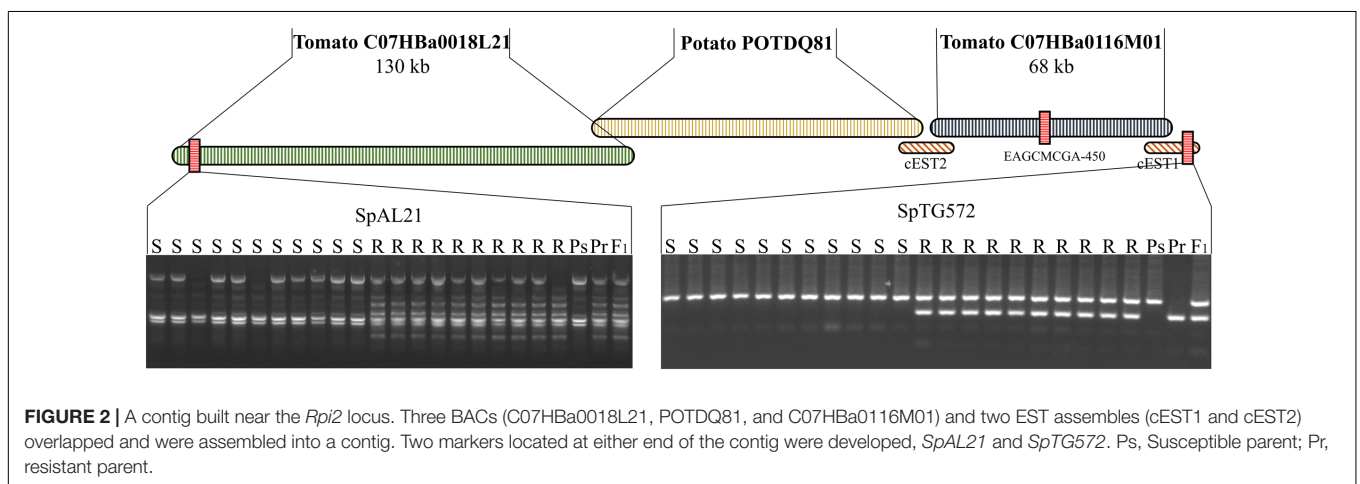 Tomato C07HBa0018L21
130 kb
Potato POTDQ81
Tomato C07HBa0116M01
68 kb
cEST2
EAGCMCGA-450
cEST1
SpAL21
S S S S S S S S S S S R R R R R R R R R R Ps Pr F1
SpTG572
S S S S S S S S S S S R R R R R R R R R R Ps Pr F1
FIGURE 2 | A contig built near the Rpi2 locus. Three BACs (C07HBa0018L21, POTDQ81, and C07HBa0116M01) and two EST assembles (cEST1 and cEST2)
overlapped and were assembled into a contig. Two markers located at either end of the contig were developed, SpAL21 and SpTG572. Ps, Susceptible parent; Pr,
resistant parent.